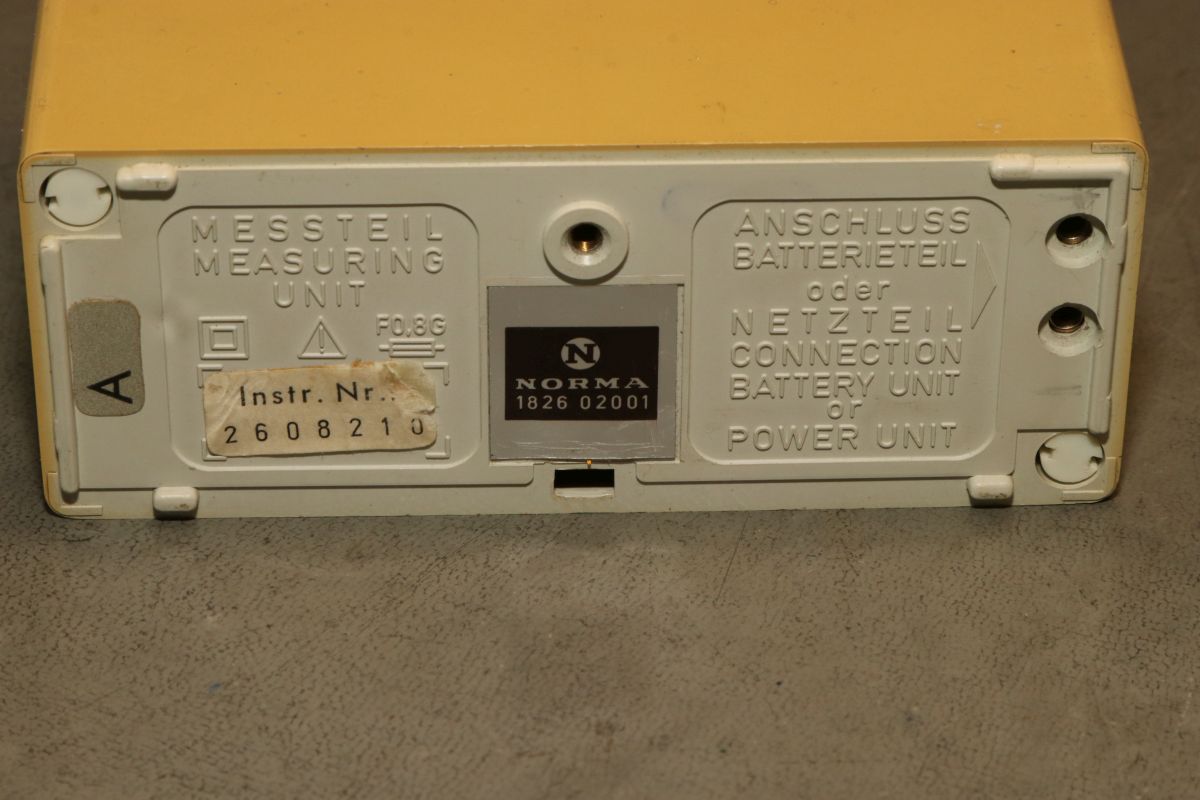 MESSTEIL
MEASURING
UNIT
F0,8G
A
Instr. Nr.:
2608210
N
NORMA
1826 02001
ANSCHLUSS
BATTERIETEIL
oder
NETZTEIL
CONNECTION
BATTERY UNIT
or
POWER UNIT